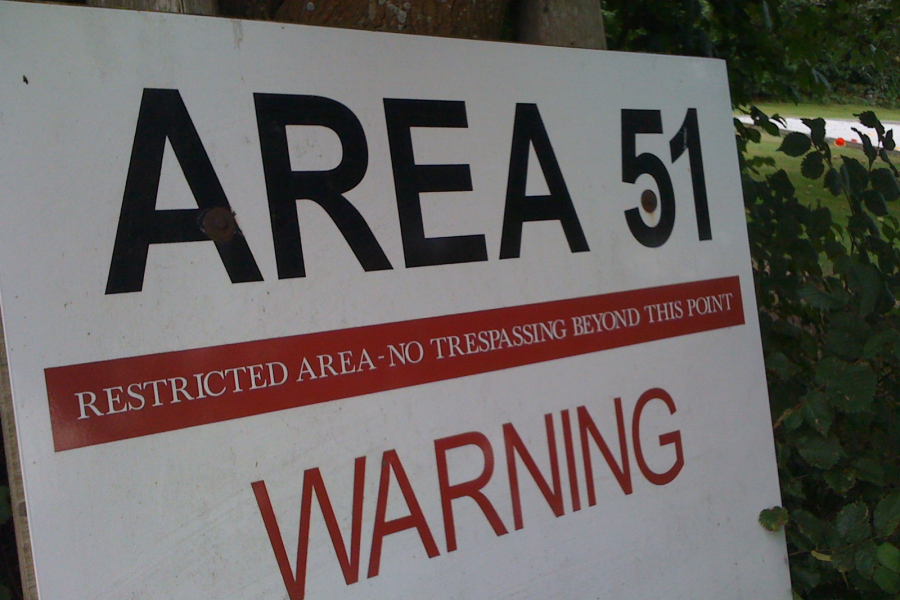 AREA 51
RESTRICTED AREA-NO TRESPASSING BEYOND THIS POINT
WARNING